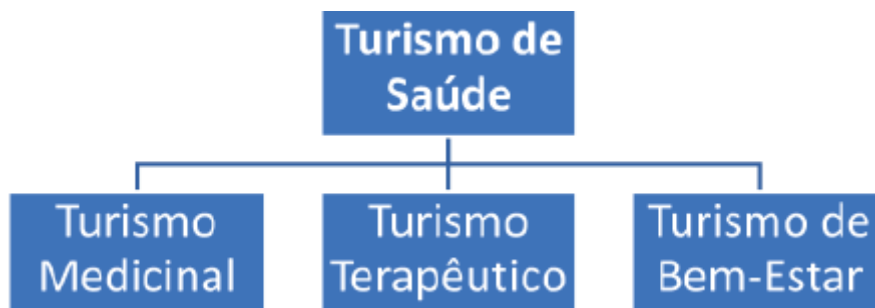 Turismo de
Saúde
Turismo
Medicinal
Turismo
Terapêutico
Turismo de
Bem-Estar